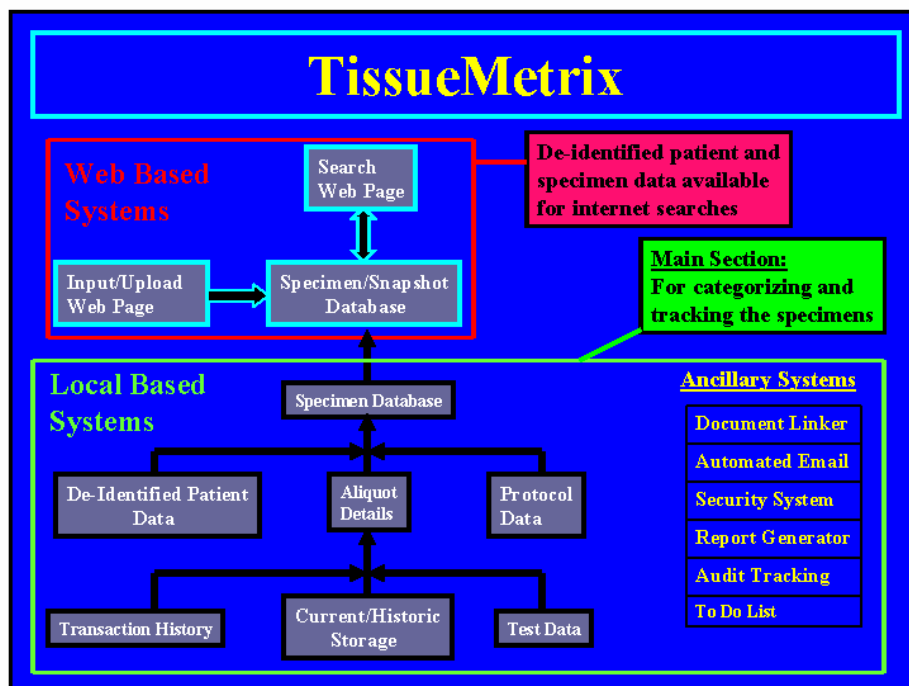 TissueMetrix
Web Based
Systems
Search
Web Page
De-identified patient and
specimen data available
for internet searches
Input/Upload
Web Page
Specimen/Snapshot
Database
Main Section:
For categorizing and
tracking the specimens
Local Based
Systems
Specimen Database
De-Identified Patient
Data
Aliquot
Details
Protocol
Data
Transaction History
Current/Historic
Storage
Test Data
Ancillary Systems
Document Linker
Automated Email
Security System
Report Generator
Audit Tracking
To Do List